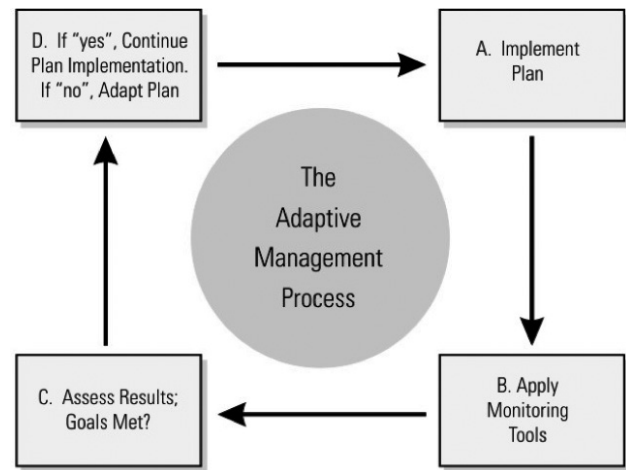 D. If “yes”, Continue
Plan Implementation.
If “no”, Adapt Plan
A. Implement
Plan
The
Adaptive
Management
Process
C. Assess Results;
Goals Met?
B. Apply
Monitoring
Tools